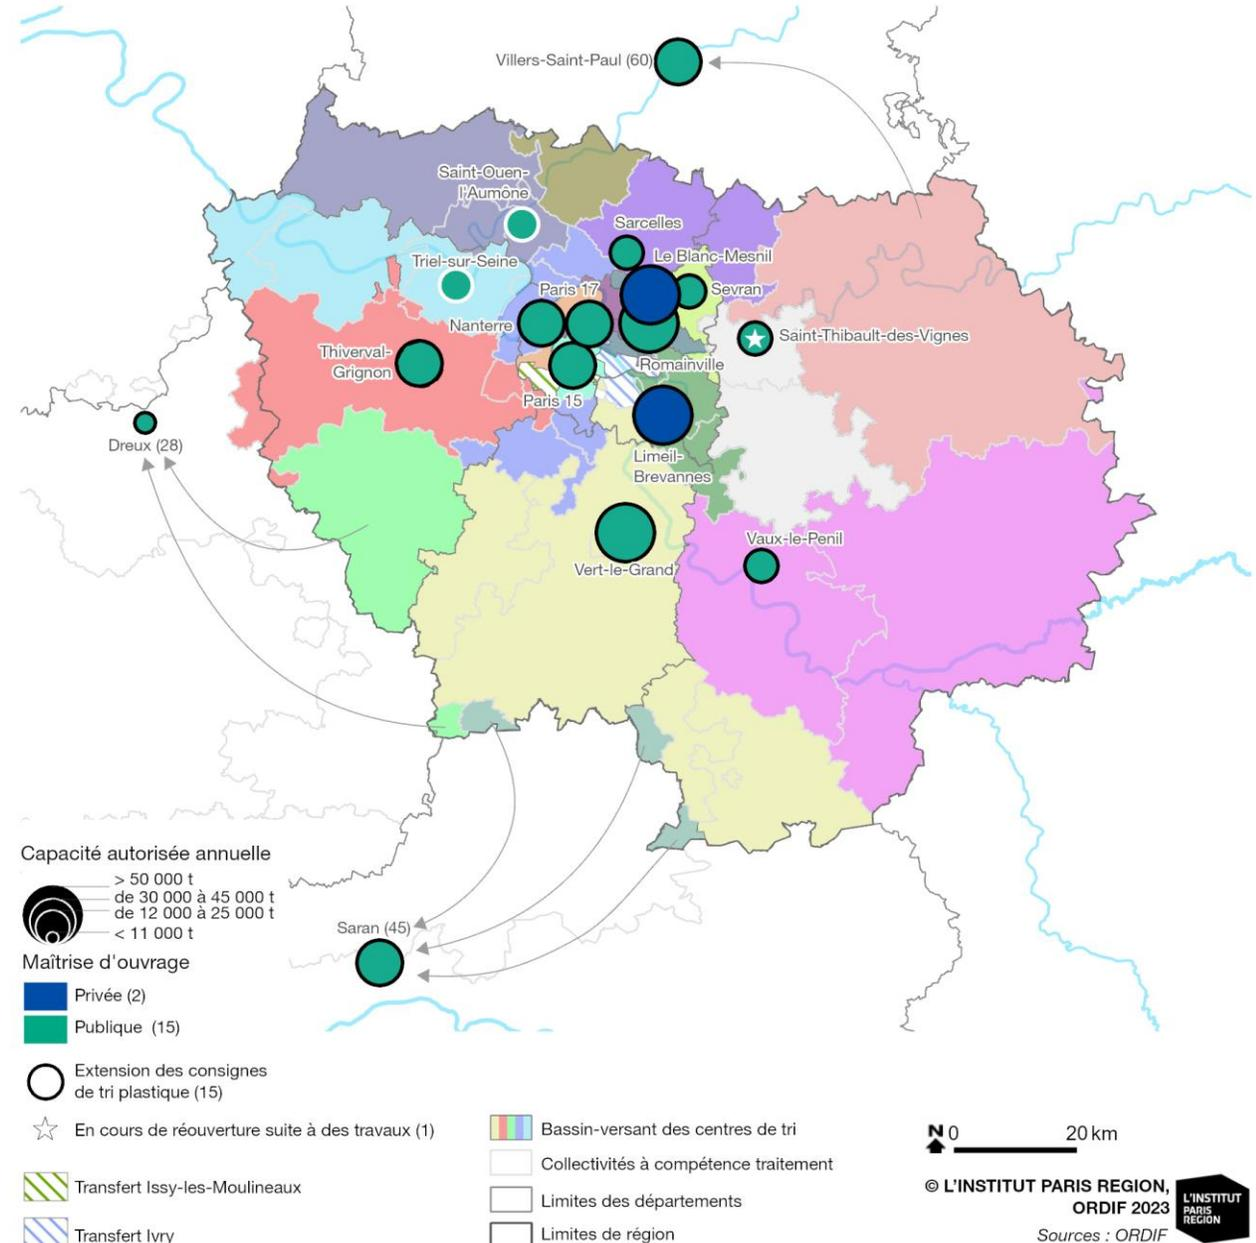 Villers-Saint-Paul (60)
Saint-Ouen-
l'Aumône
Sarcelles
Le Blanc-Mesnil
Triel-sur-Seine
Paris 17
Sevran
Nanterre
Saint-Thibault-des-Vignes
Thiverval-
Grignon
Romainville
Paris 15
Dreux (28)
Limeil-
Brevannes
Vaux-le-Penil
Vert-le-Grand
Saran (45)
Capacité autorisée annuelle
> 50 000 t
de 30 000 à 45 000 t
de 12 000 à 25 000 t
< 11 000 t
Maîtrise d'ouvrage
Privée (2)
Publique (15)
Extension des consignes
de tri plastique (15)
En cours de réouverture suite à des travaux (1)
Transfert Issy-les-Moulineaux
Transfert Ivry
Bassin-versant des centres de tri
Collectivités à compétence traitement
Limites des départements
Limites de région
N 0 20 km
© L'INSTITUT PARIS REGION,
ORDIF 2023
Sources : ORDIF
L'INSTITUT
PARIS
REGION